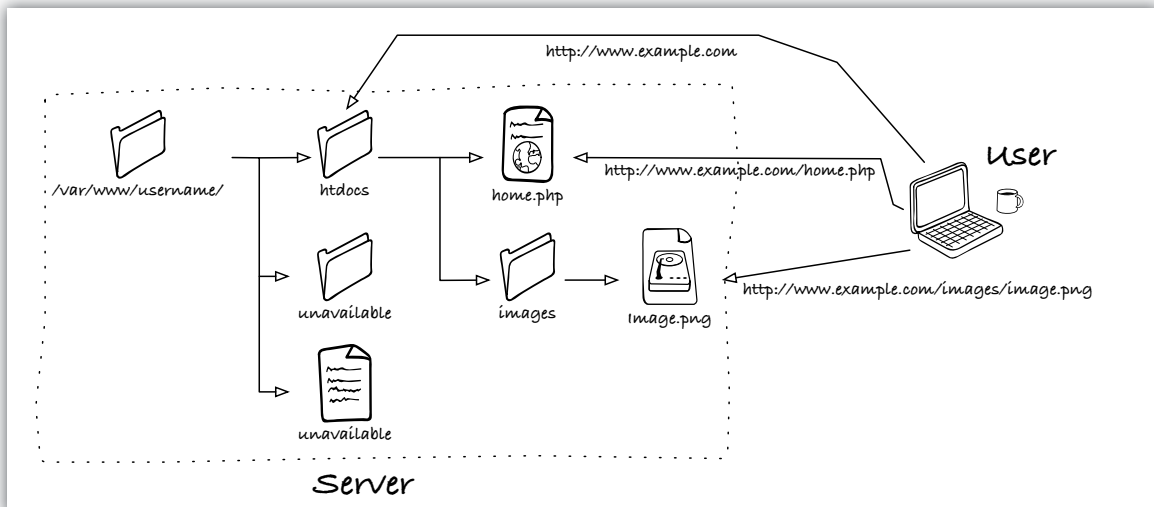 http://www.example.com
User
/var/www/username/
htdocs
home.php
http://www.example.com/home.php
unavailable
images
Image.png
http://www.example.com/images/image.png
unavailable
Server